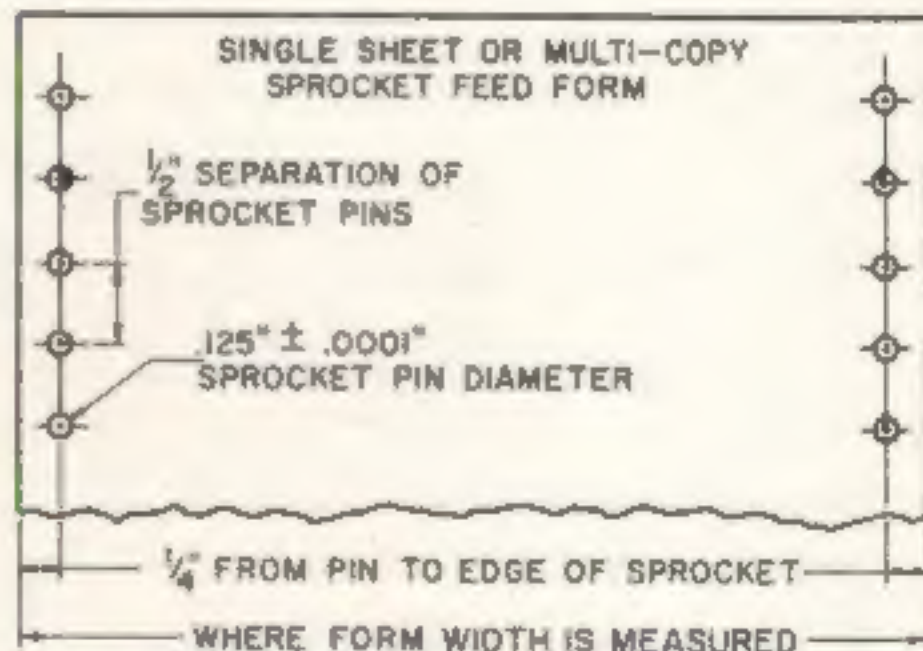 SINGLE SHEET OR MULTI-COPY
SPROCKET FEED FORM
1/2" SEPARATION OF
SPROCKET PINS
.125" ± .0001"
SPROCKET PIN DIAMETER
1/4" FROM PIN TO EDGE OF SPROCKET
WHERE FORM WIDTH IS MEASURED